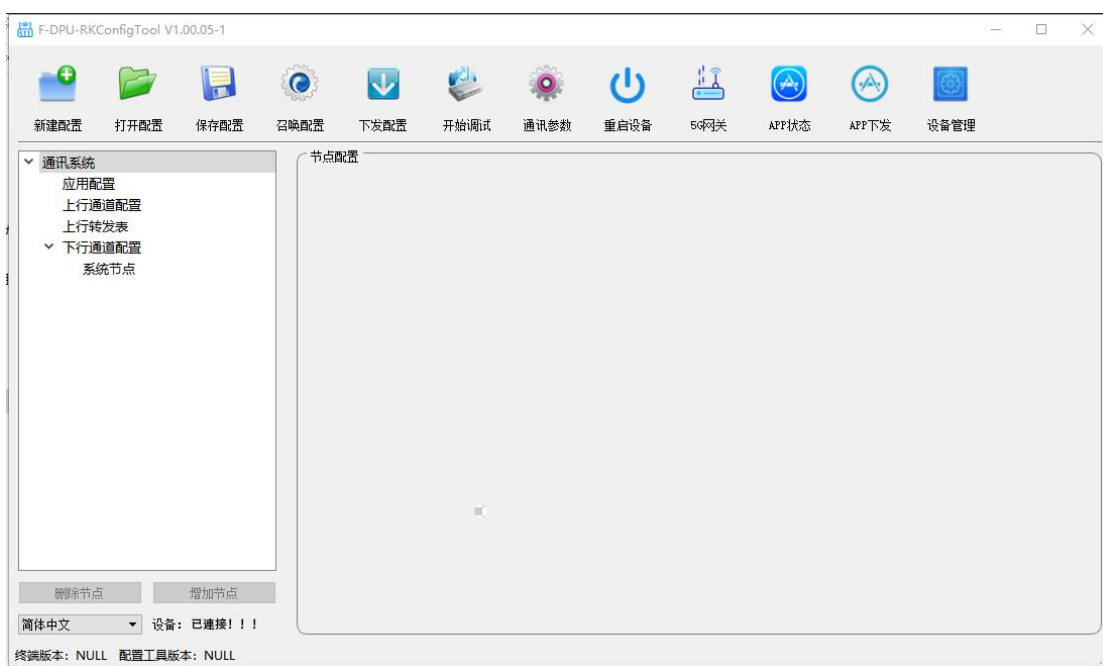 F-DPU-RKConfigTool V1.00.05-1
新建配置 打开配置 保存配置 召唤配置 下发配置 开始调试 通讯参数 重启设备 5G网关 APP状态 APP下发 设备管理
通讯系统
应用配置
上行通道配置
上行转发表
下行通道配置
系统节点
节点配置
删除节点 增加节点
简体中文 设备: 已連接!!!
终端版本: NULL 配置工具版本: NULL